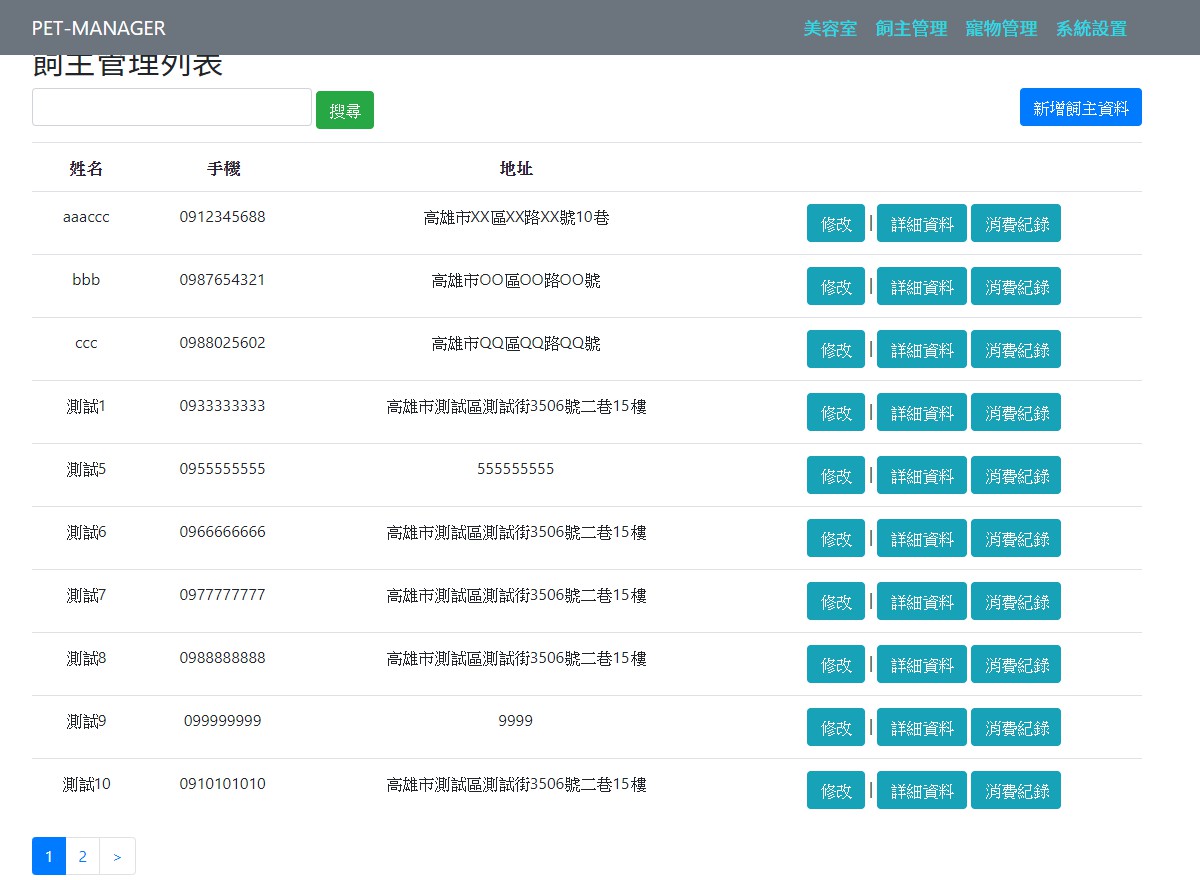 PET-MANAGER 美容室 飼主管理 寵物管理 系統設置
飼主管理列表
搜尋 新增飼主資料
姓名 手機 地址
aaaccc 0912345688 高雄市XX區XX路XX號10巷 修改 | 詳細資料 消費紀錄
bbb 0987654321 高雄市OO區OO路OO號 修改 | 詳細資料 消費紀錄
ccc 0988025602 高雄市QQ區QQ路QQ號 修改 | 詳細資料 消費紀錄
測試1 0933333333 高雄市測試區測試街3506號二巷15樓 修改 | 詳細資料 消費紀錄
測試5 0955555555 555555555 修改 | 詳細資料 消費紀錄
測試6 0966666666 高雄市測試區測試街3506號二巷15樓 修改 | 詳細資料 消費紀錄
測試7 0977777777 高雄市測試區測試街3506號二巷15樓 修改 | 詳細資料 消費紀錄
測試8 0988888888 高雄市測試區測試街3506號二巷15樓 修改 | 詳細資料 消費紀錄
測試9 099999999 9999 修改 | 詳細資料 消費紀錄
測試10 0910101010 高雄市測試區測試街3506號二巷15樓 修改 | 詳細資料 消費紀錄
1 2 >